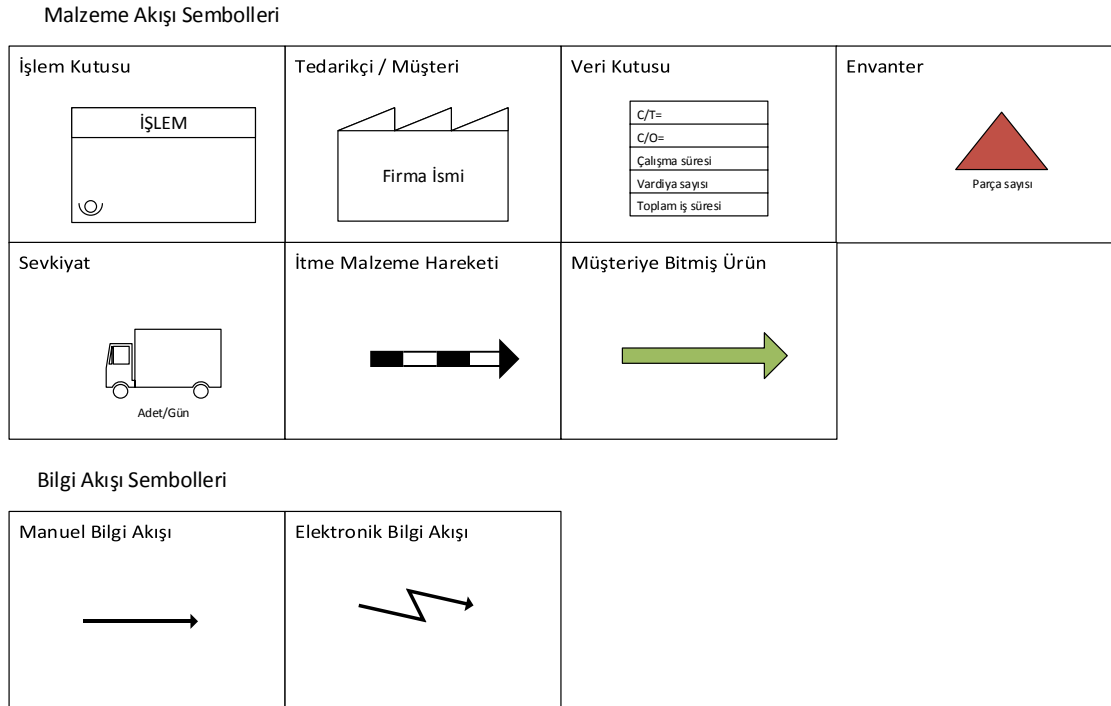 Malzeme Akışı Sembolleri
İşlem Kutusu
İŞLEM
Tedarikçi / Müşteri
Firma İsmi
Veri Kutusu
C/T=
C/O=
Çalışma süresi
Vardiya sayısı
Toplam iş süresi
Envanter
Parça sayısı
Sevkiyat
Adet/Gün
İtme Malzeme Hareketi
Müşteriye Bitmiş Ürün
Bilgi Akışı Sembolleri
Manuel Bilgi Akışı
Elektronik Bilgi Akışı